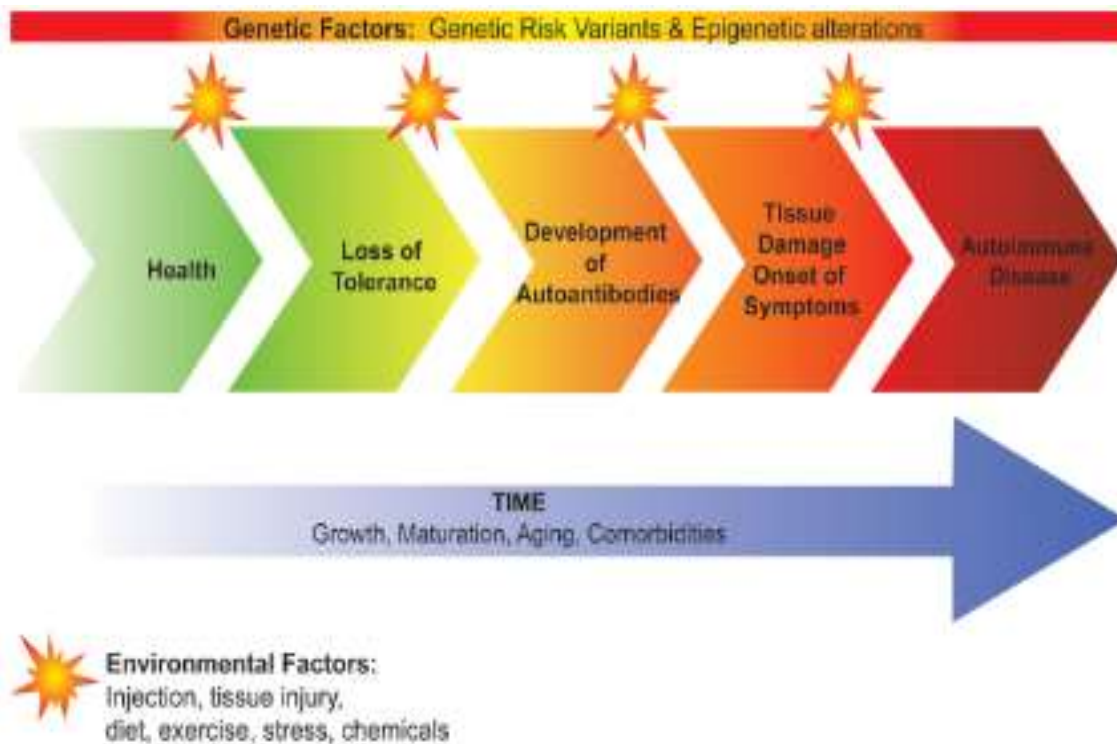 Genetic Factors: Genetic Risk Variants & Epigenetic alterations
Health
Loss of
Tolerance
Development
of
Autoantibodies
Tissue
Damage
Onset of
Symptoms
Autoimmune
Disease
TIME
Growth, Maturation, Aging, Comorbidities
Environmental Factors:
Injection, tissue injury,
diet, exercise, stress, chemicals